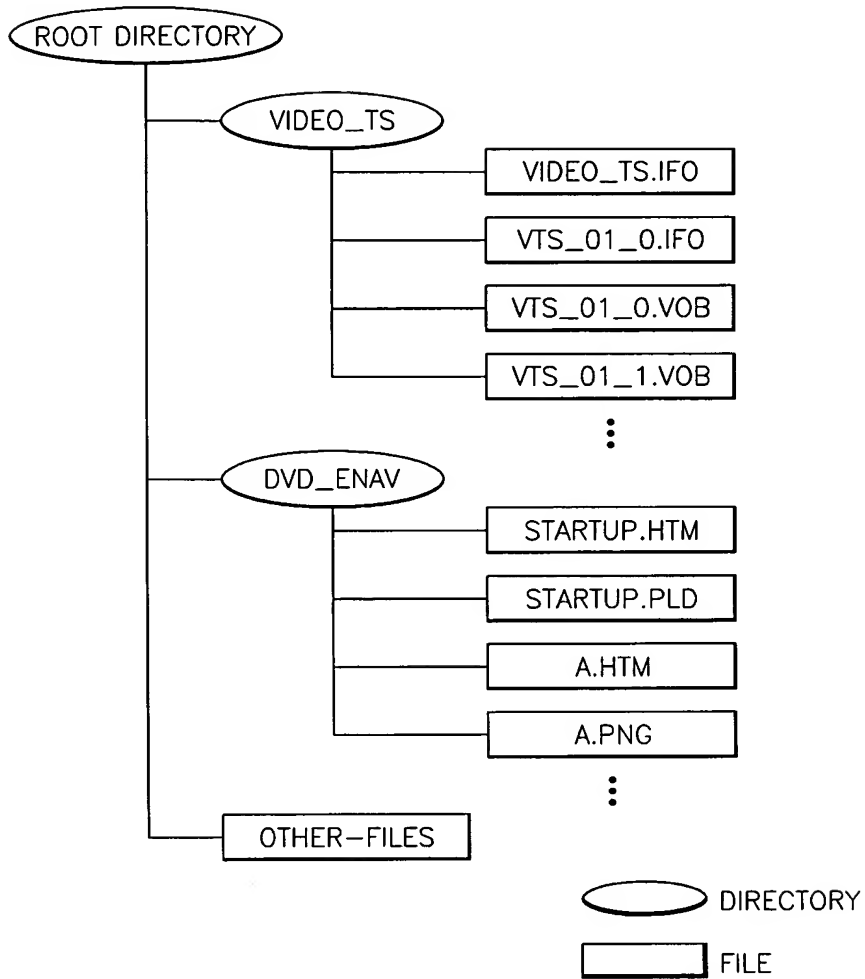 ROOT DIRECTORY
VIDEO_TS
VIDEO_TS.IFO
VTS_01_0.IFO
VTS_01_0.VOB
VTS_01_1.VOB
DVD_ENAV
STARTUP.HTM
STARTUP.PLD
A.HTM
A.PNG
OTHER-FILES
DIRECTORY
FILE